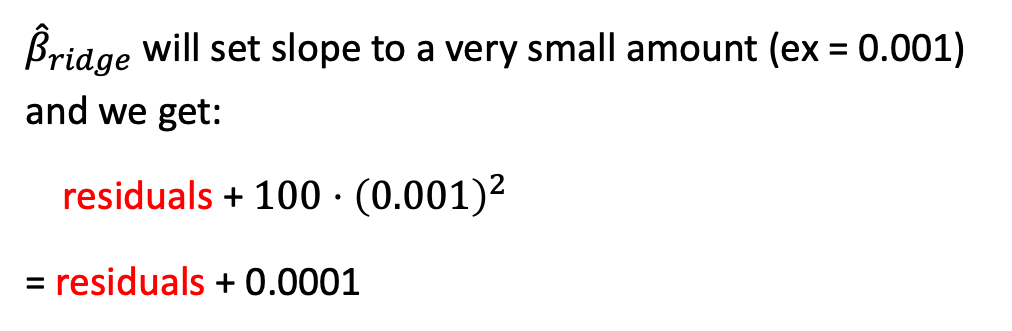 β̂ridge will set slope to a very small amount (ex = 0.001)
and we get:
residuals + 100 · (0.001)²
= residuals + 0.0001